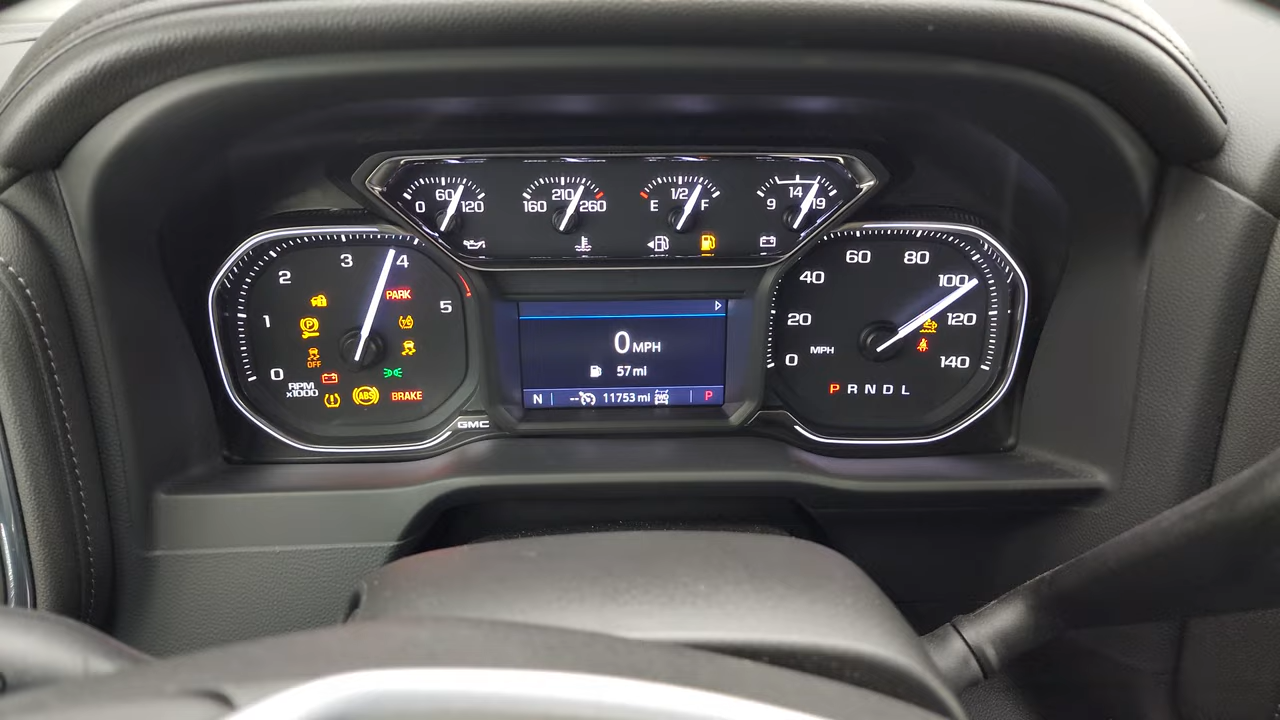 0 60 120
160 210 260
E 1/2 F
9 14 19
0 1 2 3 4 5
RPM
x1000
PARK
OFF
ABS
BRAKE
GMC
0 MPH
57 mi
N -- 11753 mi 2WD P
0 20 40 60 80 100 120 140
MPH
P R N D L